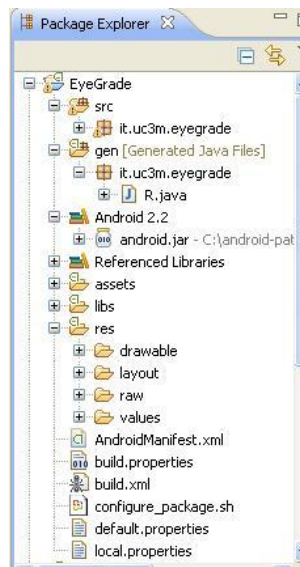 Package Explorer
EyeGrade
src
it.uc3m.eyegrade
gen [Generated Java Files]
it.uc3m.eyegrade
R.java
Android 2.2
android.jar - C:\android-pat
Referenced Libraries
assets
libs
res
drawable
layout
raw
values
AndroidManifest.xml
build.properties
build.xml
configure_package.sh
default.properties
local.properties